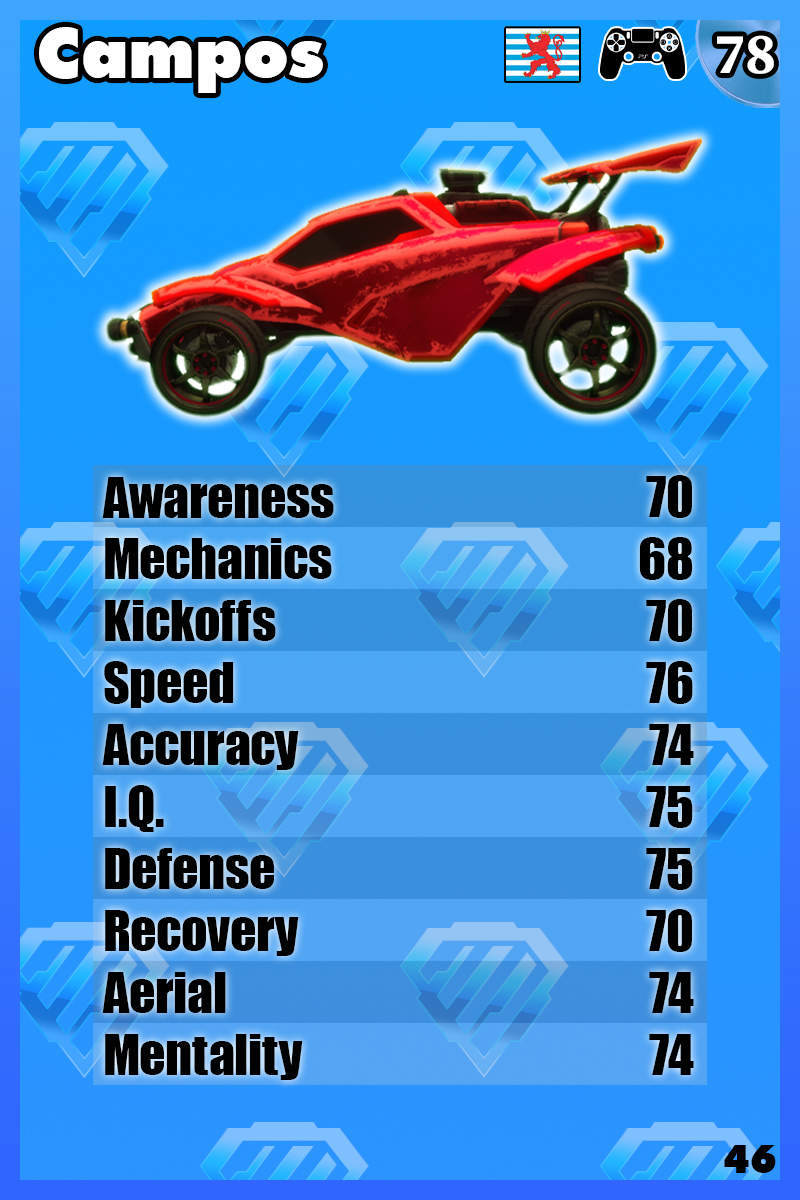 Campos 78
Awareness 70
Mechanics 68
Kickoffs 70
Speed 76
Accuracy 74
I.Q. 75
Defense 75
Recovery 70
Aerial 74
Mentality 74
46